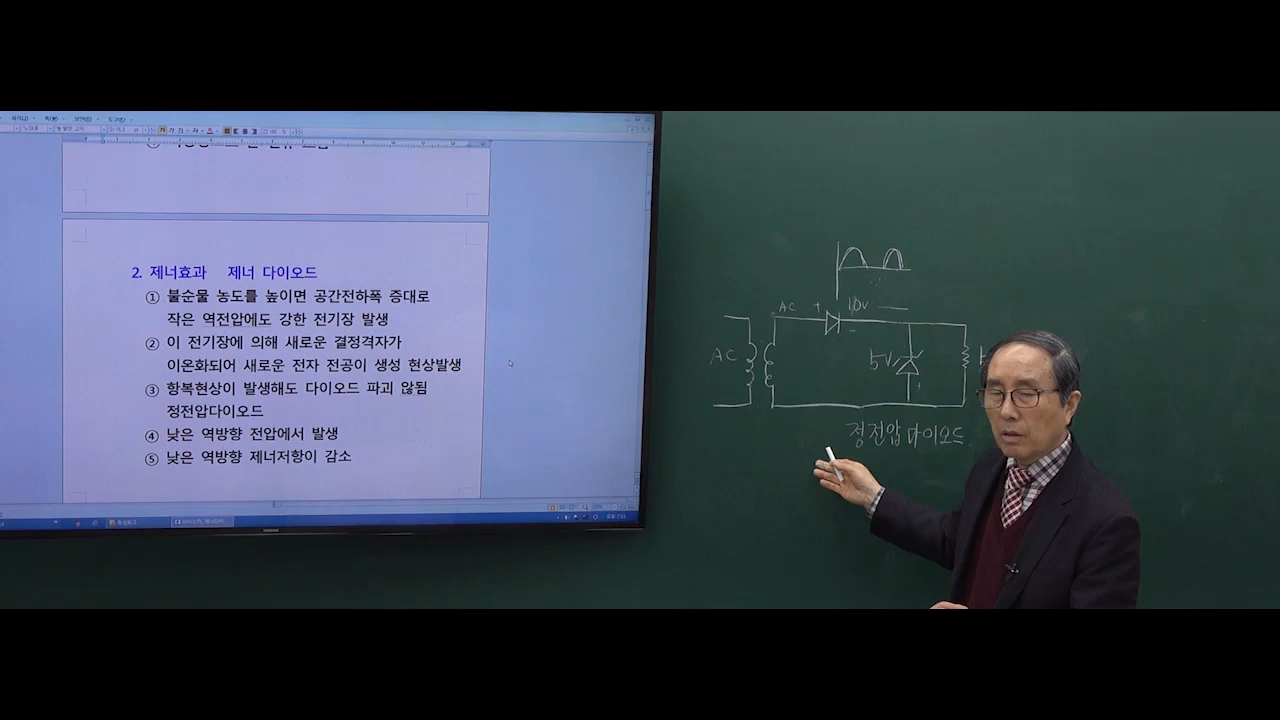 2. 제너효과 제너 다이오드
① 불순물 농도를 높이면 공간전하폭 증대로
작은 역전압에도 강한 전기장 발생
② 이 전기장에 의해 새로운 결정격자가
이온화되어 새로운 전자 전공이 생성 현상발생
③ 항복현상이 발생해도 다이오드 파괴 않됨
정전압다이오드
④ 낮은 역방향 전압에서 발생
⑤ 낮은 역방향 제너저항이 감소
AC + 10V
-
AC
5V
+
정전압다이오드